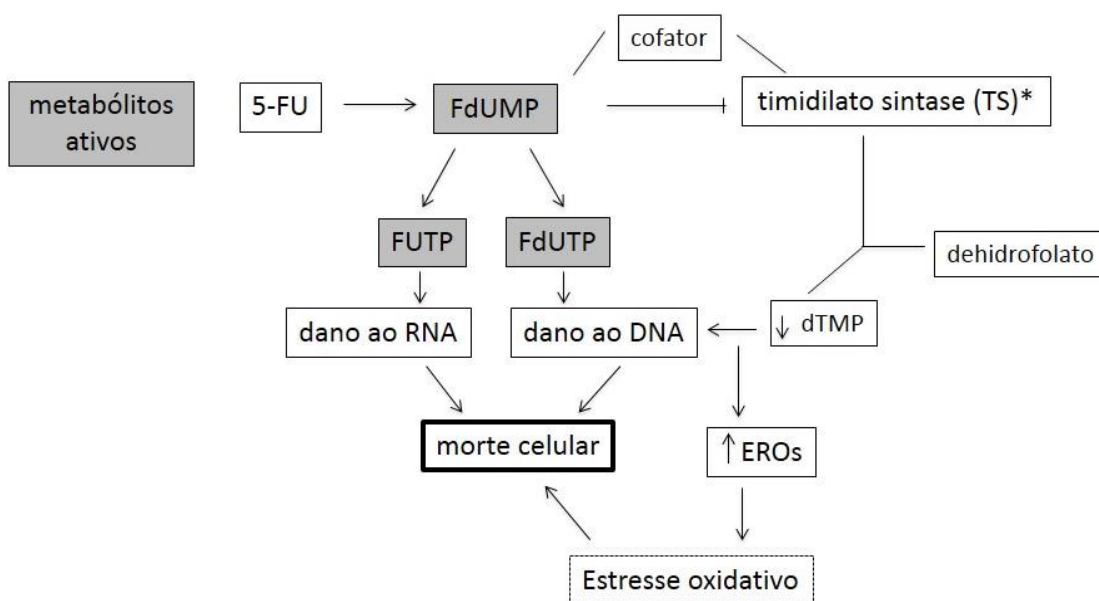 cofator
metabólitos
ativos
5-FU
FdUMP
timidilato sintase (TS)*
FUTP
FdUTP
dehidrofolato
dano ao RNA
dano ao DNA
↓ dTMP
morte celular
↑ EROs
Estresse oxidativo